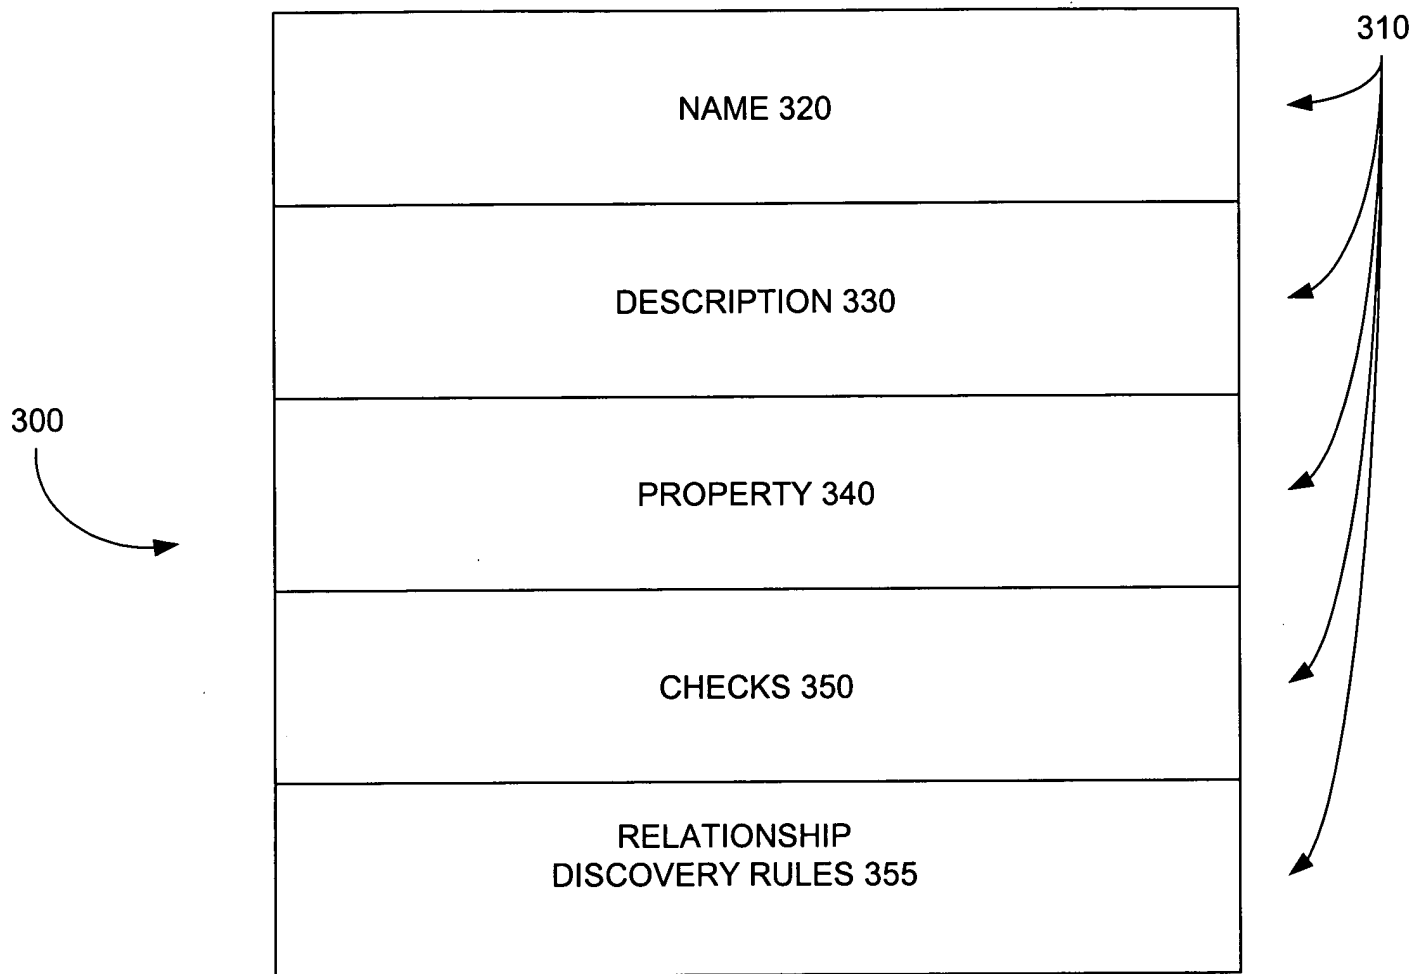 310
NAME 320
DESCRIPTION 330
300
PROPERTY 340
CHECKS 350
RELATIONSHIP
DISCOVERY RULES 355